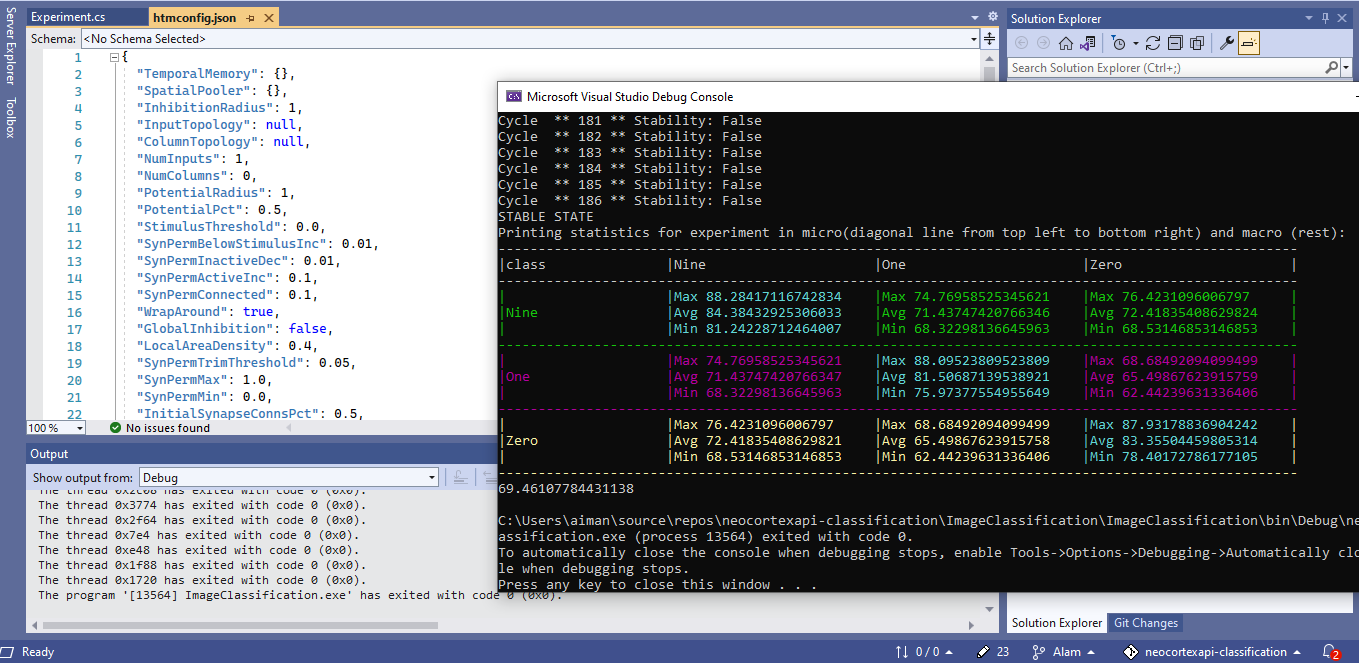 Server Explorer
Toolbox
Experiment.cs
htmconfig.json
Schema: <No Schema Selected>
1 {
2 "TemporalMemory": {},
3 "SpatialPooler": {},
4 "InhibitionRadius": 1,
5 "InputTopology": null,
6 "ColumnTopology": null,
7 "NumInputs": 1,
8 "NumColumns": 0,
9 "PotentialRadius": 1,
10 "PotentialPct": 0.5,
11 "StimulusThreshold": 0.0,
12 "SynPermBelowStimulusInc": 0.01,
13 "SynPermInactiveDec": 0.01,
14 "SynPermActiveInc": 0.1,
15 "SynPermConnected": 0.1,
16 "WrapAround": true,
17 "GlobalInhibition": false,
18 "LocalAreaDensity": 0.4,
19 "SynPermTrimThreshold": 0.05,
20 "SynPermMax": 1.0,
21 "SynPermMin": 0.0,
22 "InitialSynapseConnsPct": 0.5,
100 %
No issues found
Output
Show output from: Debug
The thread 0x2c08 has exited with code 0 (0x0).
The thread 0x3774 has exited with code 0 (0x0).
The thread 0x2f64 has exited with code 0 (0x0).
The thread 0x7e4 has exited with code 0 (0x0).
The thread 0xe48 has exited with code 0 (0x0).
The thread 0x1f88 has exited with code 0 (0x0).
The thread 0x1720 has exited with code 0 (0x0).
The program '[13564] ImageClassification.exe' has exited with code 0 (0x0).
Microsoft Visual Studio Debug Console
Cycle  ** 181 ** Stability: False
Cycle  ** 182 ** Stability: False
Cycle  ** 183 ** Stability: False
Cycle  ** 184 ** Stability: False
Cycle  ** 185 ** Stability: False
Cycle  ** 186 ** Stability: False
STABLE STATE
Printing statistics for experiment in micro(diagonal line from top left to bottom right) and macro (rest):
|class |Nine |One |Zero |
| |Max 88.28417116742834 |Max 74.76958525345621 |Max 76.4231096006797 |
|Nine |Avg 84.38432925306033 |Avg 71.43747420766346 |Avg 72.41835408629824 |
| |Min 81.24228712464007 |Min 68.32298136645963 |Min 68.53146853146853 |
| |Max 74.76958525345621 |Max 88.09523809523809 |Max 68.68492094099499 |
|One |Avg 71.43747420766347 |Avg 81.50687139538921 |Avg 65.49867623915759 |
| |Min 68.32298136645963 |Min 75.97377554955649 |Min 62.44239631336406 |
| |Max 76.4231096006797 |Max 68.68492094099499 |Max 87.93178836904242 |
|Zero |Avg 72.41835408629821 |Avg 65.49867623915758 |Avg 83.35504459805314 |
| |Min 68.53146853146853 |Min 62.44239631336406 |Min 78.40172786177105 |
69.46107784431138
C:\Users\aiman\source\repos\neocortexapi-classification\ImageClassification\ImageClassification\bin\Debug\ne
assification.exe (process 13564) exited with code 0.
To automatically close the console when debugging stops, enable Tools->Options->Debugging->Automatically clo
le when debugging stops.
Press any key to close this window . . .
Solution Explorer
Search Solution Explorer (Ctrl+;)
Solution Explorer
Git Changes
Ready
0 / 0
23
Alam
neocortexapi-classification
2